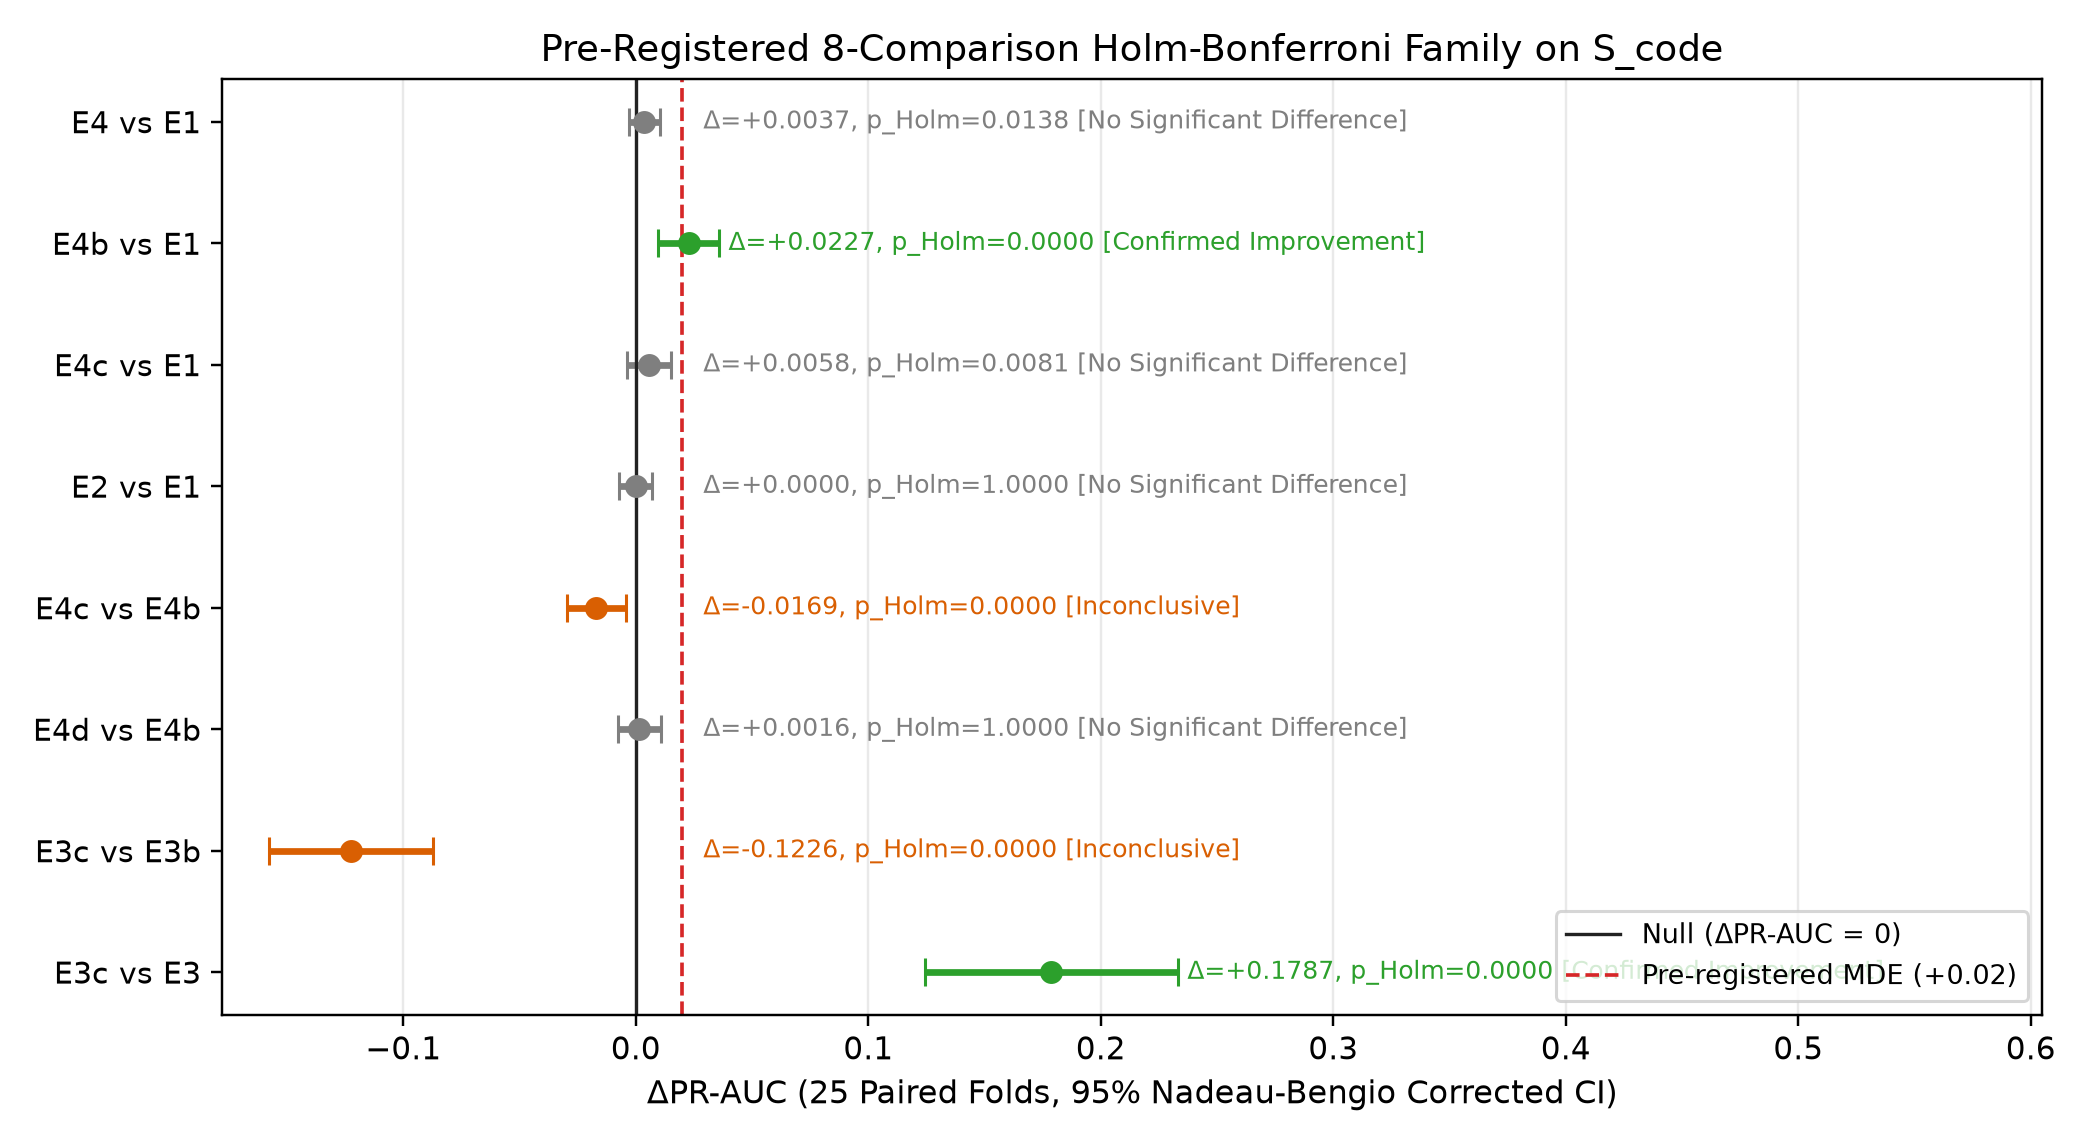 Pre-Registered 8-Comparison Holm-Bonferroni Family on S_code
E4 vs E1
Δ=+0.0037, p_Holm=0.0138 [No Significant Difference]
E4b vs E1
Δ=+0.0227, p_Holm=0.0000 [Confirmed Improvement]
E4c vs E1
Δ=+0.0058, p_Holm=0.0081 [No Significant Difference]
E2 vs E1
Δ=+0.0000, p_Holm=1.0000 [No Significant Difference]
E4c vs E4b
Δ=-0.0169, p_Holm=0.0000 [Inconclusive]
E4d vs E4b
Δ=+0.0016, p_Holm=1.0000 [No Significant Difference]
E3c vs E3b
Δ=-0.1226, p_Holm=0.0000 [Inconclusive]
E3c vs E3
Δ=+0.1787, p_Holm=0.0000 [Confirmed Improvement]
Null (ΔPR-AUC = 0)
Pre-registered MDE (+0.02)
−0.1 0.0 0.1 0.2 0.3 0.4 0.5 0.6
ΔPR-AUC (25 Paired Folds, 95% Nadeau-Bengio Corrected CI)